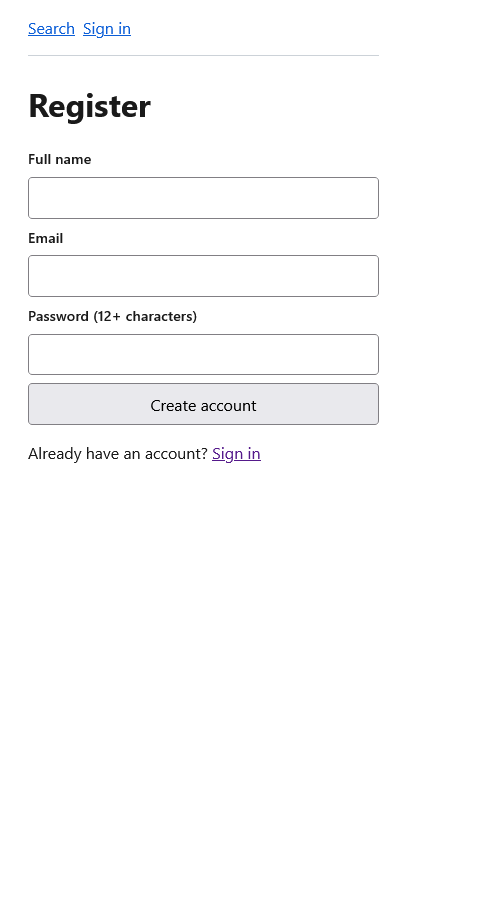 Search Sign in
Register
Full name
Email
Password (12+ characters)
Create account
Already have an account? Sign in